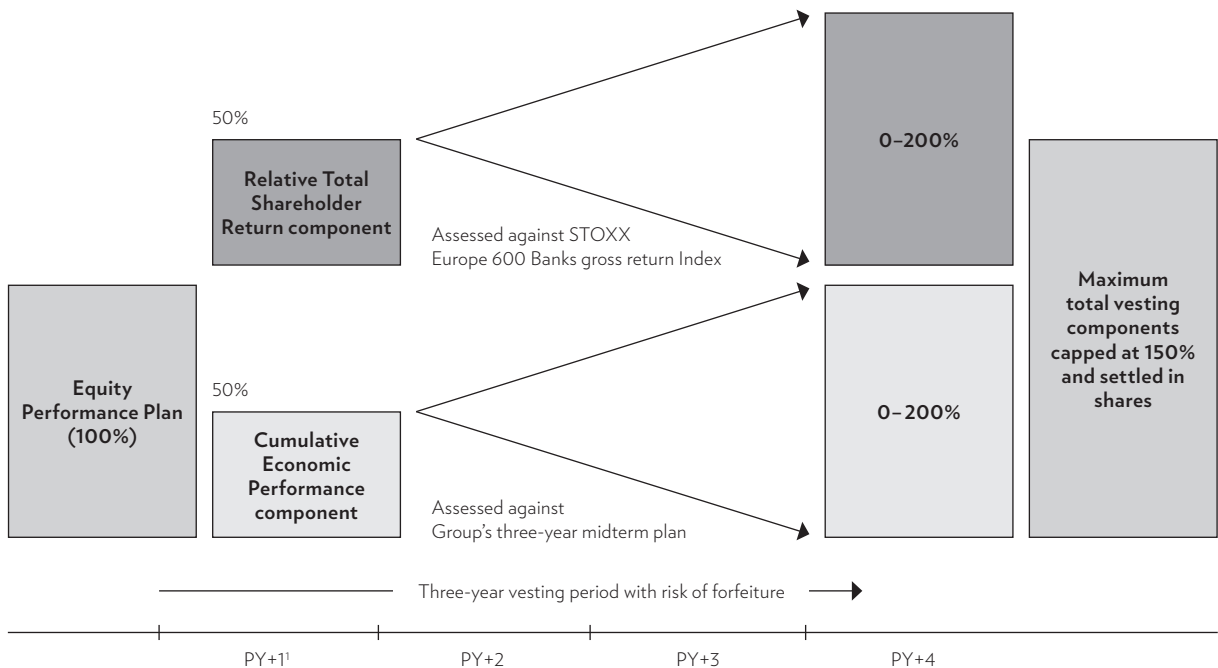 Equity
Performance Plan
(100%)
50%
Relative Total
Shareholder
Return component
Assessed against STOXX
Europe 600 Banks gross return Index
0–200%
50%
Cumulative
Economic
Performance
component
Assessed against
Group’s three-year midterm plan
0–200%
Maximum
total vesting
components
capped at 150%
and settled in
shares
Three-year vesting period with risk of forfeiture
PY+1¹
PY+2
PY+3
PY+4